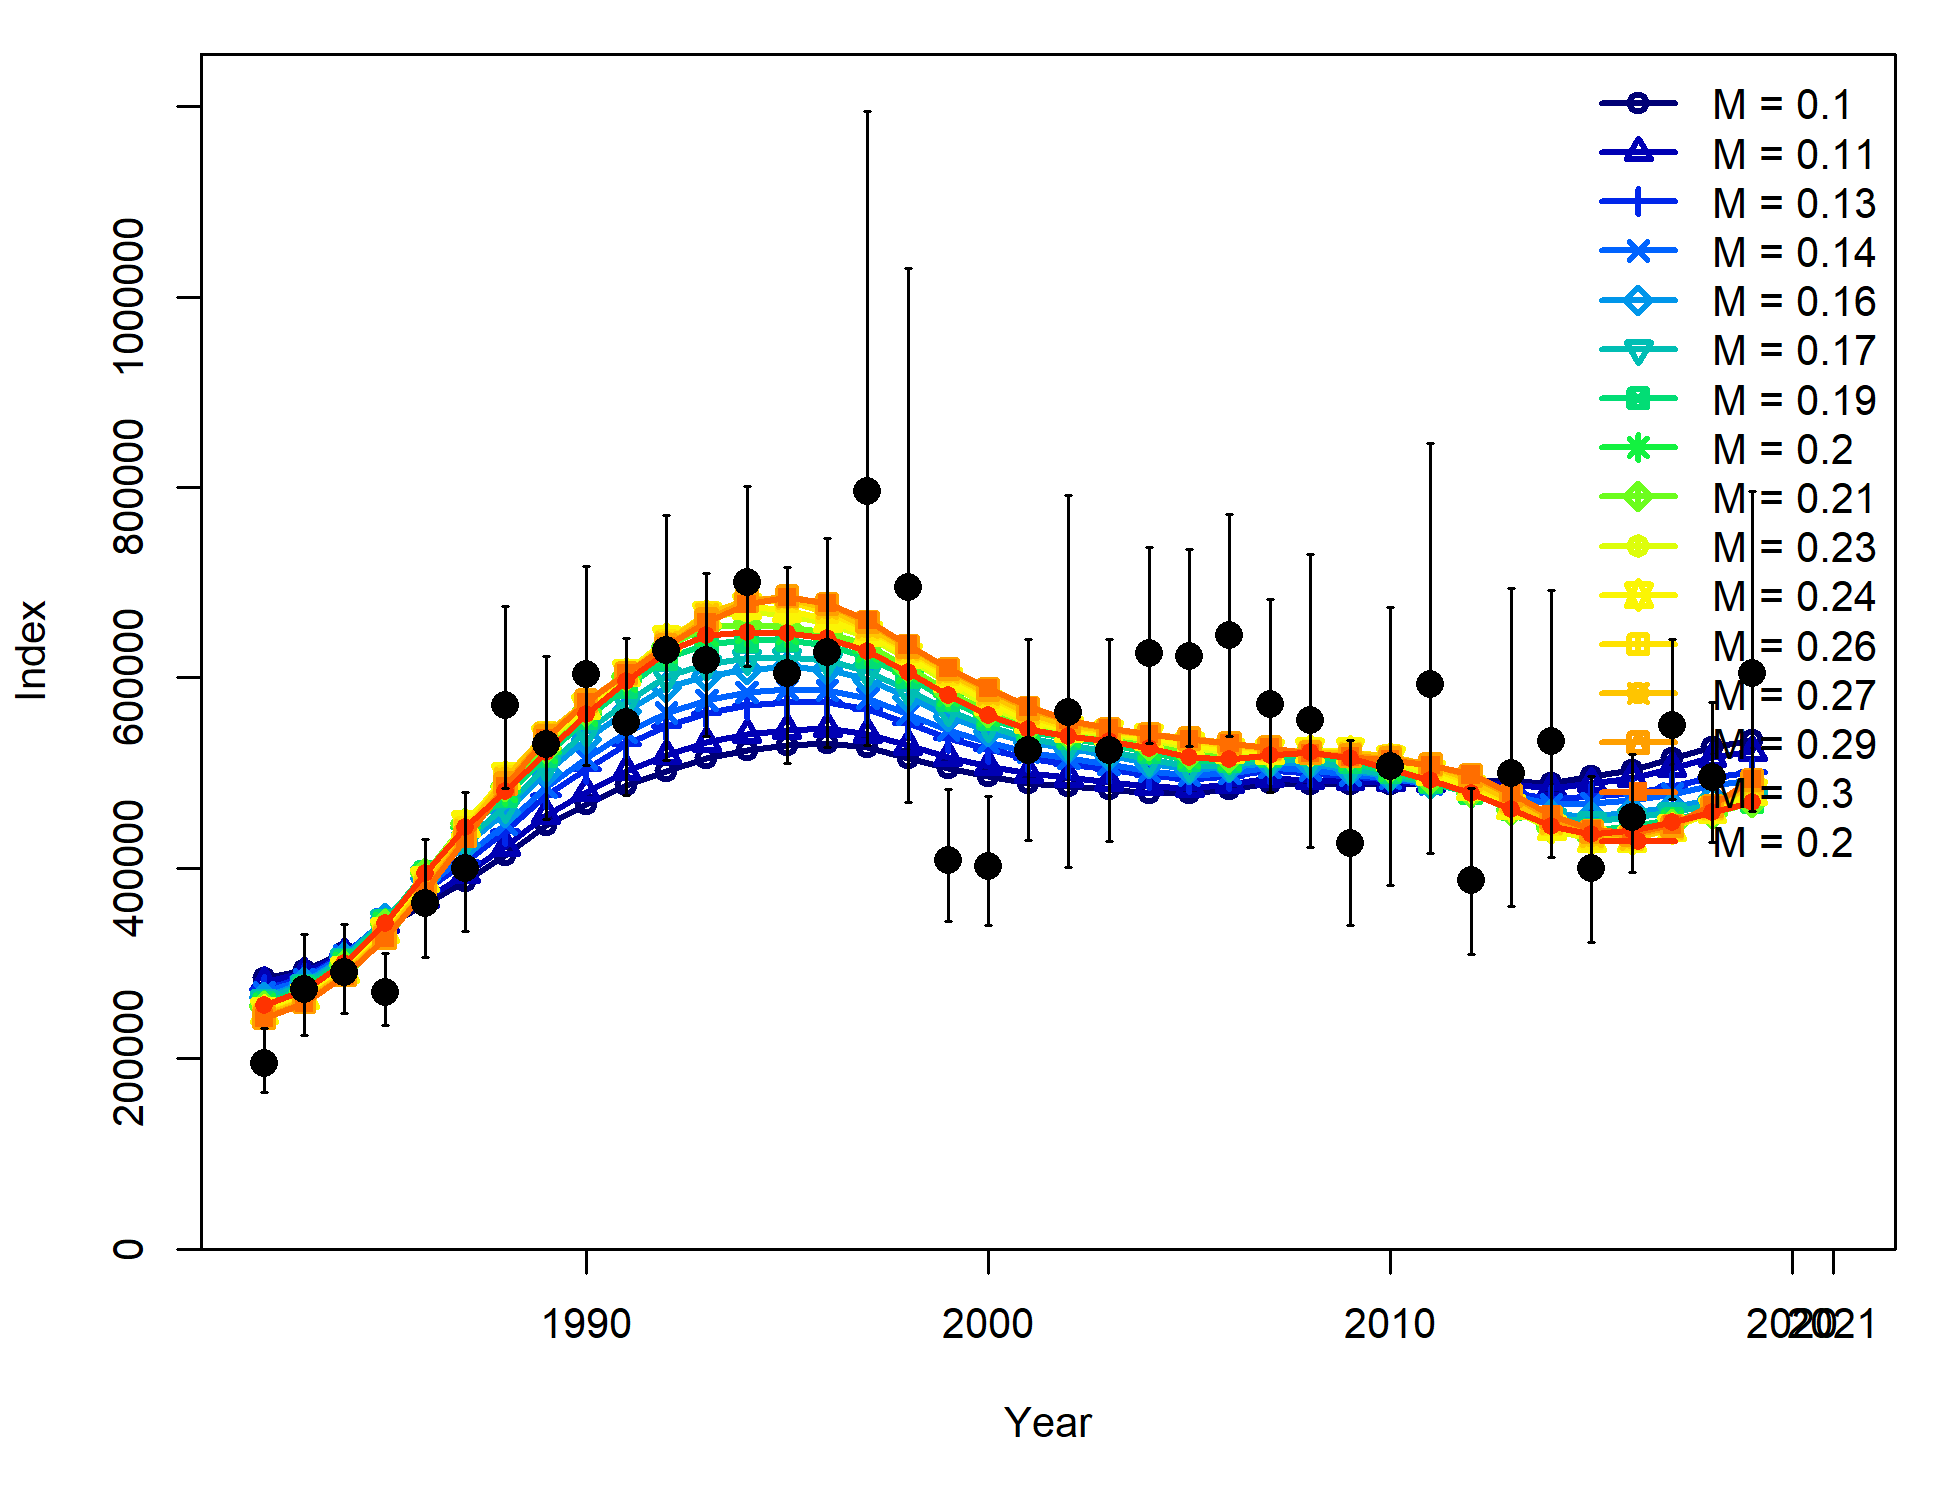 M = 0.1
M = 0.11
M = 0.13
M = 0.14
M = 0.16
M = 0.17
M = 0.19
M = 0.2
M = 0.21
M = 0.23
M = 0.24
M = 0.26
M = 0.27
M = 0.29
M = 0.3
M = 0.2
Index
1000000
800000
600000
400000
200000
0
1990 2000 2010 2020 2021
Year